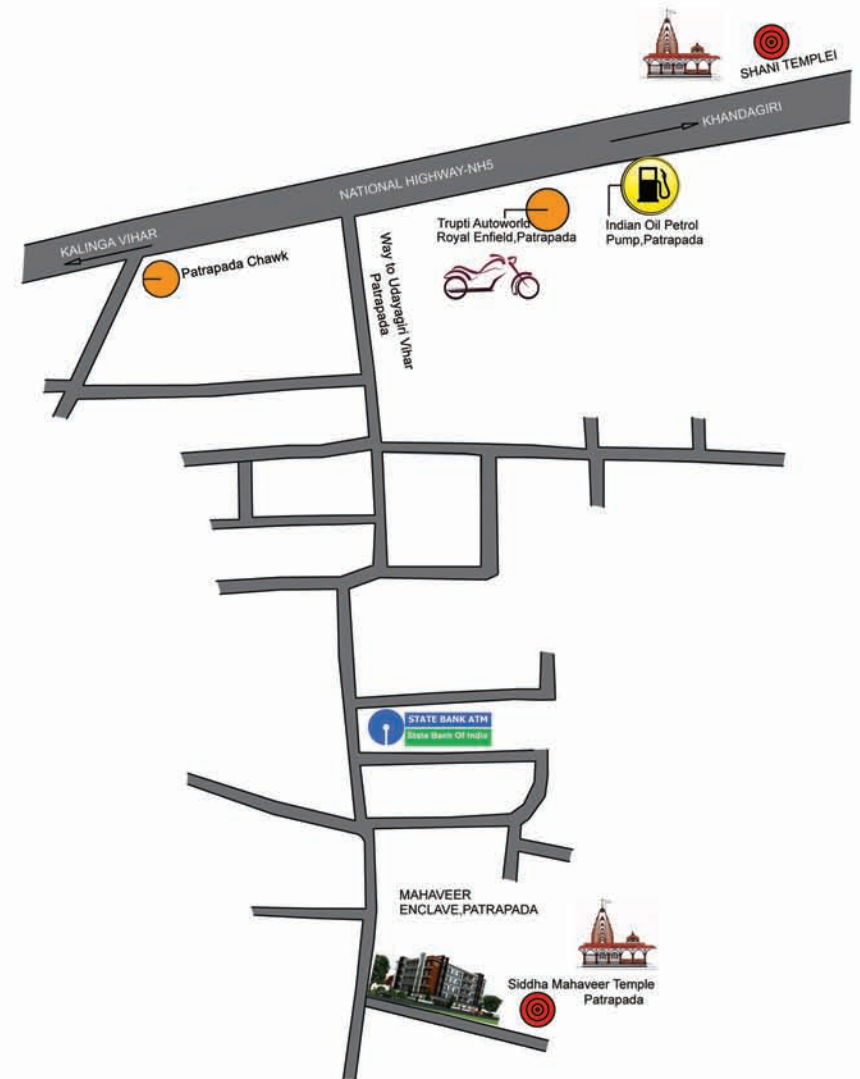 SHANI TEMPLEI
KHANDAGIRI
NATIONAL HIGHWAY-NH5
KALINGA VIHAR
Trupti Autoworld
Royal Enfield,Patrapada
Indian Oil Petrol
Pump,Patrapada
Patrapada Chawk
Way to Udayagiri Vihar
Patrapada
STATE BANK ATM
State Bank Of India
MAHAVEER
ENCLAVE,PATRAPADA
Siddha Mahaveer Temple
Patrapada